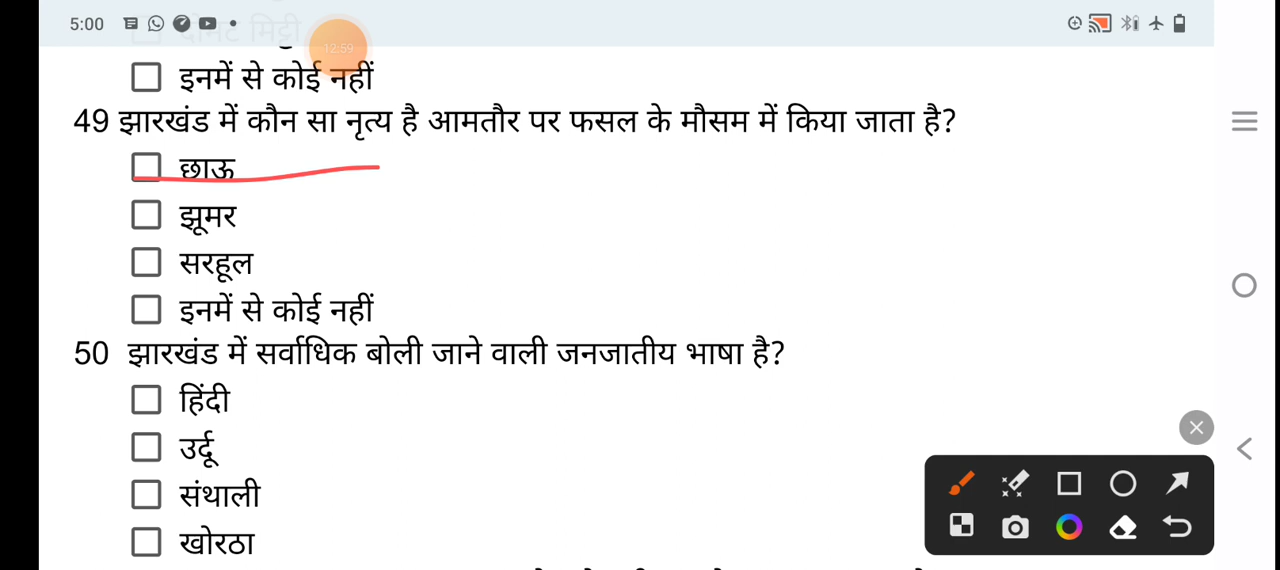 5:00
12:59
इनमें से कोई नहीं
49 झारखंड में कौन सा नृत्य है आमतौर पर फसल के मौसम में किया जाता है?
छाऊ
झूमर
सरहूल
इनमें से कोई नहीं
50 झारखंड में सर्वाधिक बोली जाने वाली जनजातीय भाषा है?
हिंदी
उर्दू
संथाली
खोरठा